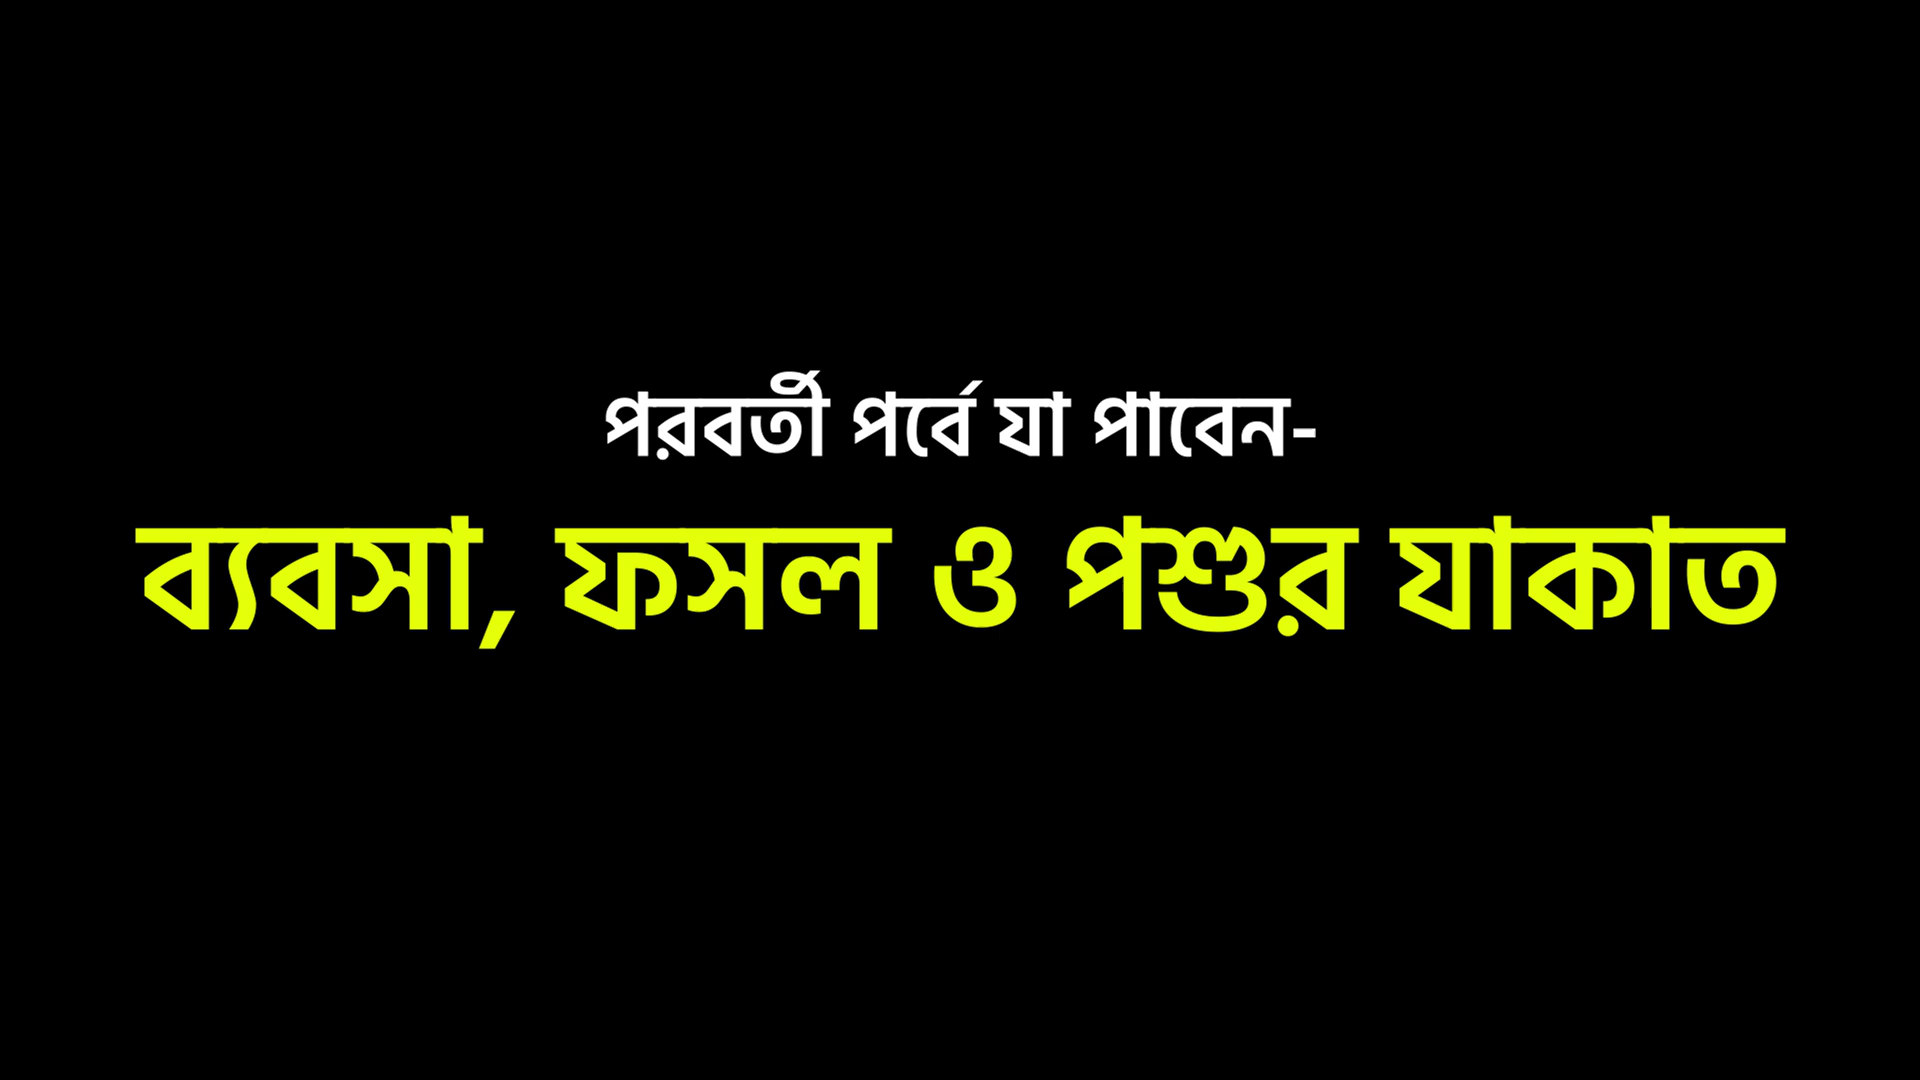 পরবর্তী পর্বে যা পাবেন-
ব্যবসা, ফসল ও পশুর যাকাত